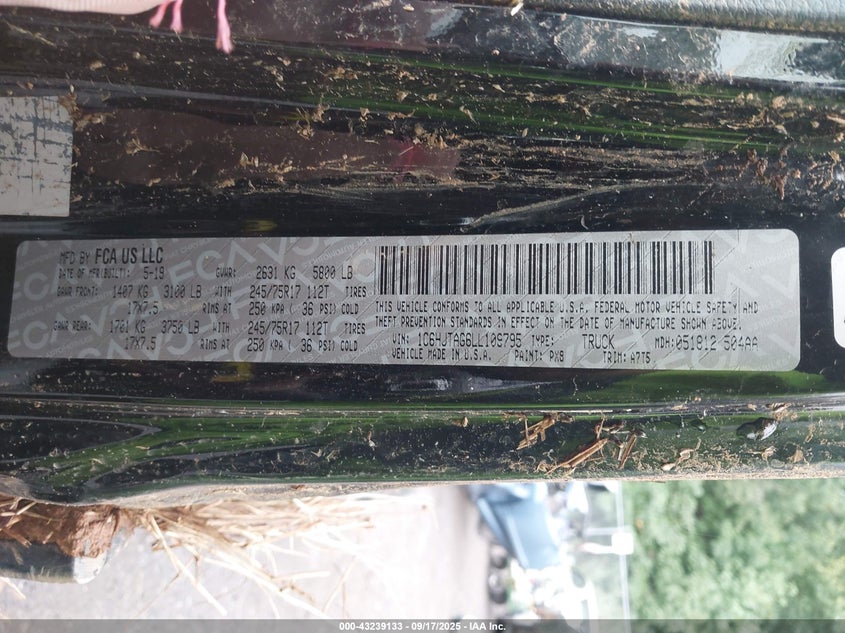 MFD BY FCA US LLC
DATE OF MFR(BUILT): 5-19 GVWR: 2631 KG 5800 LB
GAWR FRONT: 1407 KG 3100 LB WITH 245/75R17 112T TIRES
17X7.5 RIMS AT 250 KPA ( 36 PSI) COLD
GAWR REAR: 1701 KG 3750 LB WITH 245/75R17 112T TIRES
17X7.5 RIMS AT 250 KPA ( 36 PSI) COLD
THIS VEHICLE CONFORMS TO ALL APPLICABLE U.S.A. FEDERAL MOTOR VEHICLE SAFETY AND
THEFT PREVENTION STANDARDS IN EFFECT ON THE DATE OF MANUFACTURE SHOWN ABOVE.
VIN: 1C6HJTAG6LL109795 TYPE: TRUCK MDH: 051812 504AA
VEHICLE MADE IN U.S.A. PAINT: PX8 TRIM: A7T5
000-43239133 - 09/17/2025 - IAA Inc.